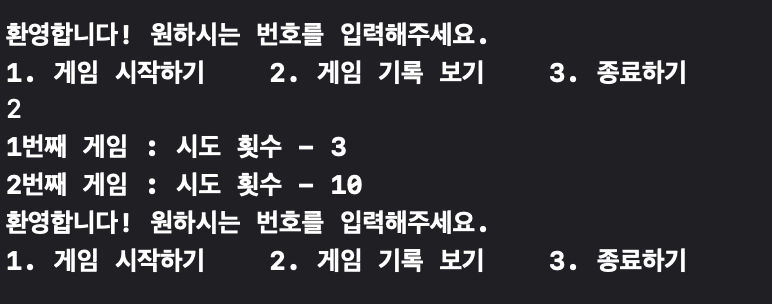 환영합니다! 원하시는 번호를 입력해주세요.
1. 게임 시작하기 2. 게임 기록 보기 3. 종료하기
2
1번째 게임 : 시도 횟수 - 3
2번째 게임 : 시도 횟수 - 10
환영합니다! 원하시는 번호를 입력해주세요.
1. 게임 시작하기 2. 게임 기록 보기 3. 종료하기